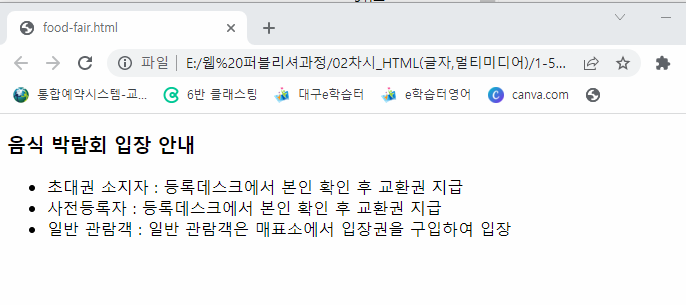 food-fair.html
파일 E:/웹%20퍼블리셔과정/02차시_HTML(글자,멀티미디어)/1-5...
통합예약시스템-교... 6반 클래스팅 대구e학습터 e학습터영어 canva.com
음식 박람회 입장 안내
초대권 소지자 : 등록데스크에서 본인 확인 후 교환권 지급
사전등록자 : 등록데스크에서 본인 확인 후 교환권 지급
일반 관람객 : 일반 관람객은 매표소에서 입장권을 구입하여 입장